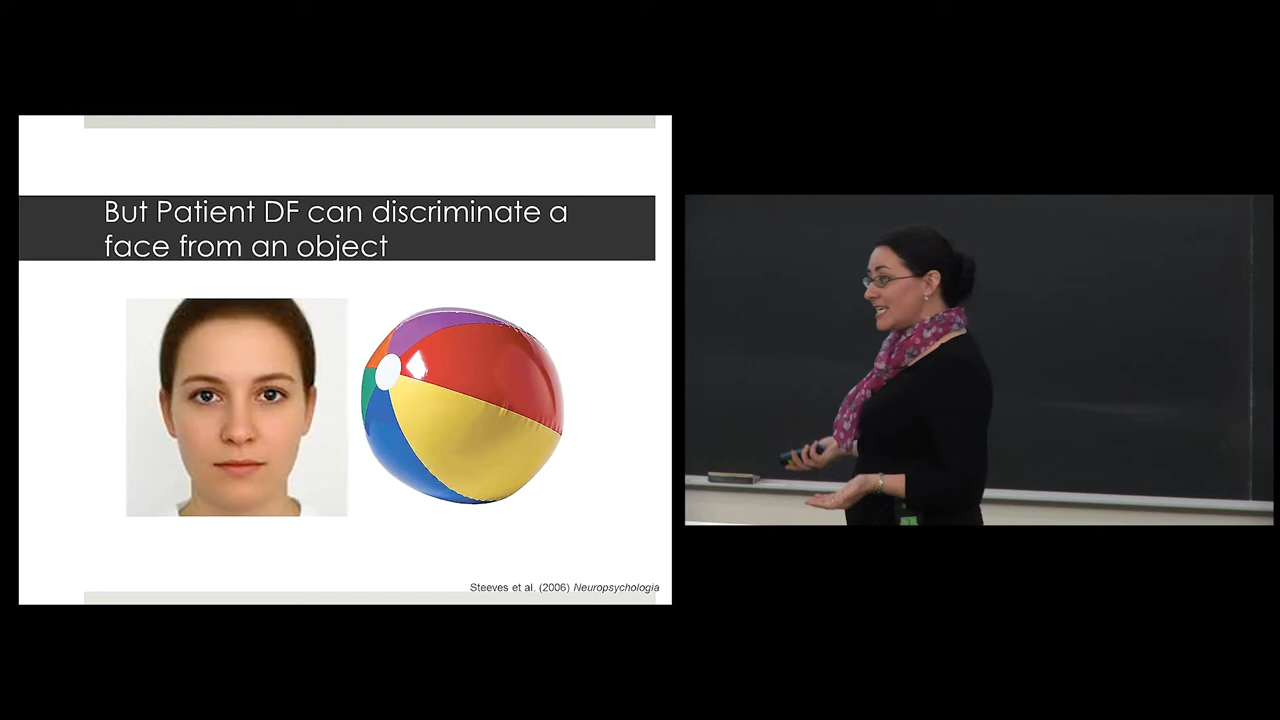 But Patient DF can discriminate a
face from an object
Steeves et al. (2006) Neuropsychologia